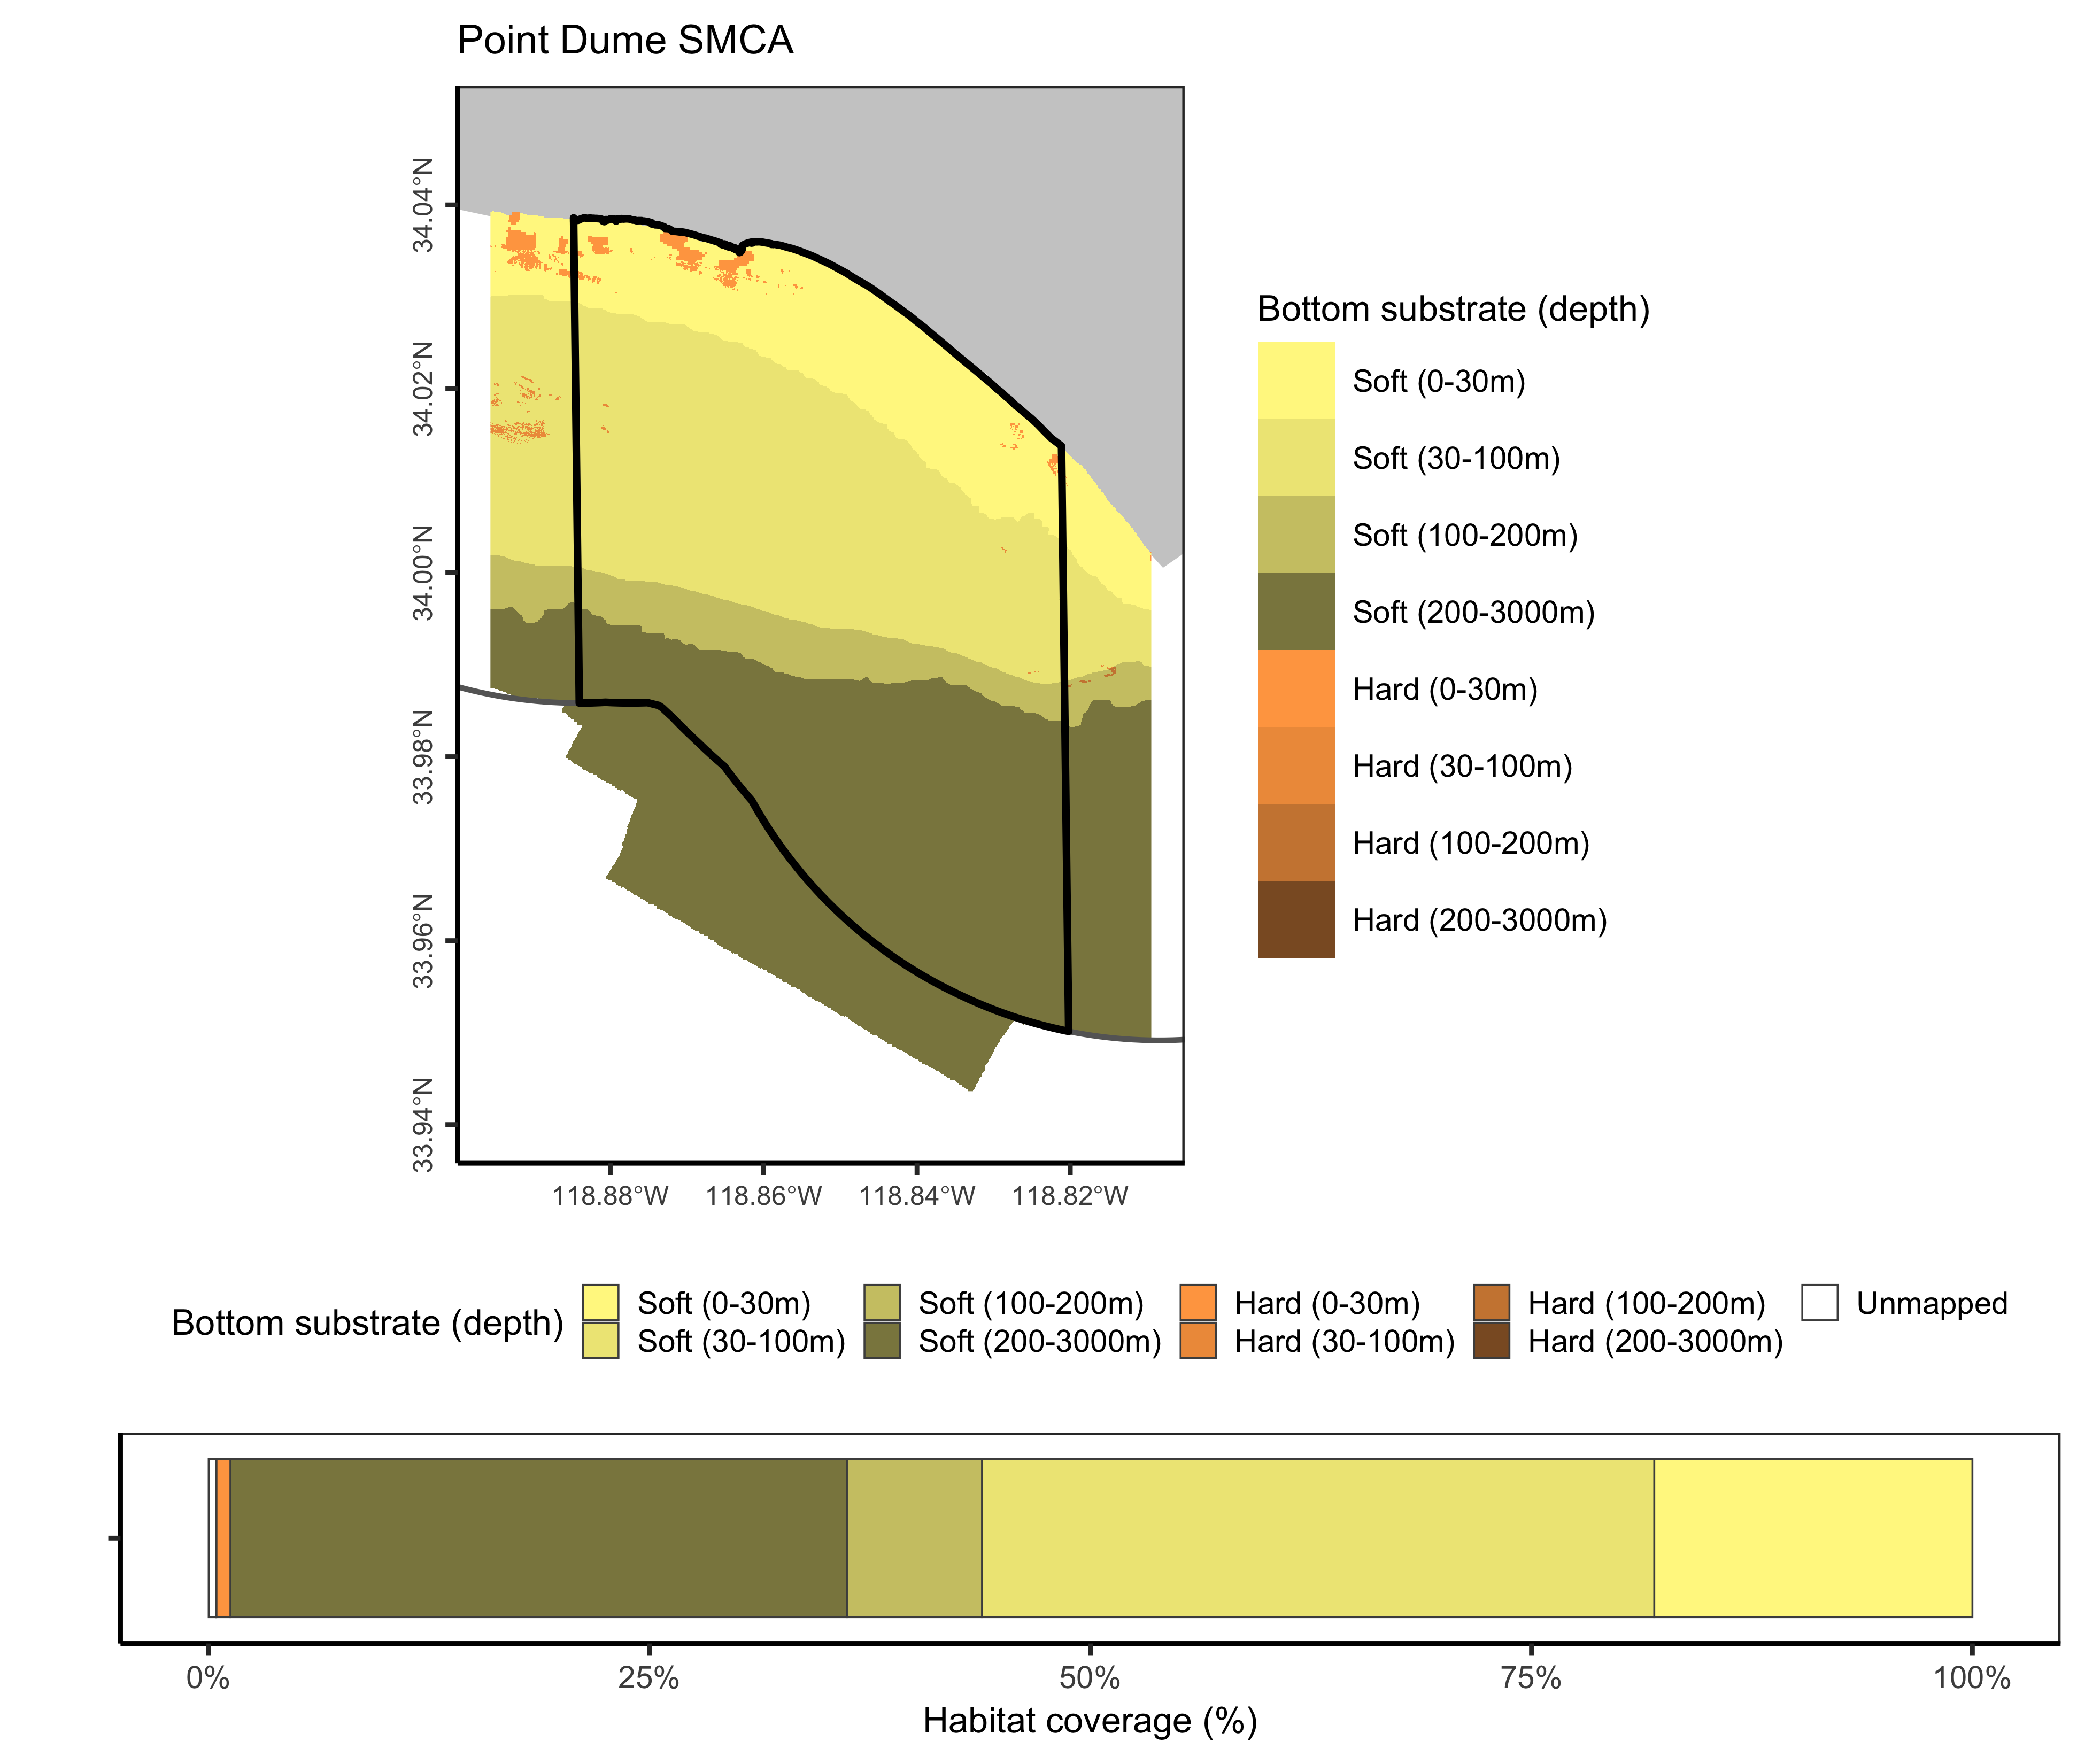 Point Dume SMCA
34.04°N
34.02°N
34.00°N
33.98°N
33.96°N
33.94°N
118.88°W 118.86°W 118.84°W 118.82°W
Bottom substrate (depth)
Soft (0-30m)
Soft (30-100m)
Soft (100-200m)
Soft (200-3000m)
Hard (0-30m)
Hard (30-100m)
Hard (100-200m)
Hard (200-3000m)
Bottom substrate (depth)
Soft (0-30m) Soft (100-200m) Hard (0-30m) Hard (100-200m) Unmapped
Soft (30-100m) Soft (200-3000m) Hard (30-100m) Hard (200-3000m)
0% 25% 50% 75% 100%
Habitat coverage (%)